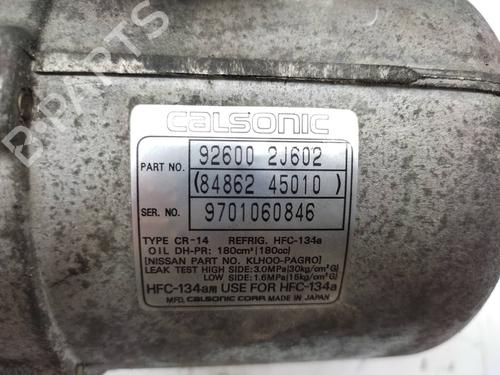 CALSONIC
PART NO. 92600 2J602
(84862 45010)
SER. NO. 9701060846
TYPE CR-14 REFRIG. HFC-134a
OIL DH-PR: 180cm³(180cc)
(NISSAN PART NO. KLHOO-PAGRO)
LEAK TEST HIGH SIDE: 3.0MPa(30kg/cm²G)
LOW SIDE: 1.6MPa(15kg/cm²G)
HFC-134am USE FOR HFC-134a
MFD. CALSONIC CORP. MADE IN JAPAN
B-PARTS